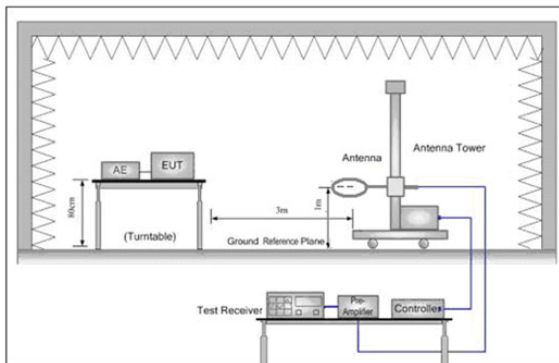 AE
EUT
80cm
(Turntable)
3m
Antenna
Antenna Tower
1m
Ground Reference Plane
Test Receiver
Pre-
Amplifier
Controller